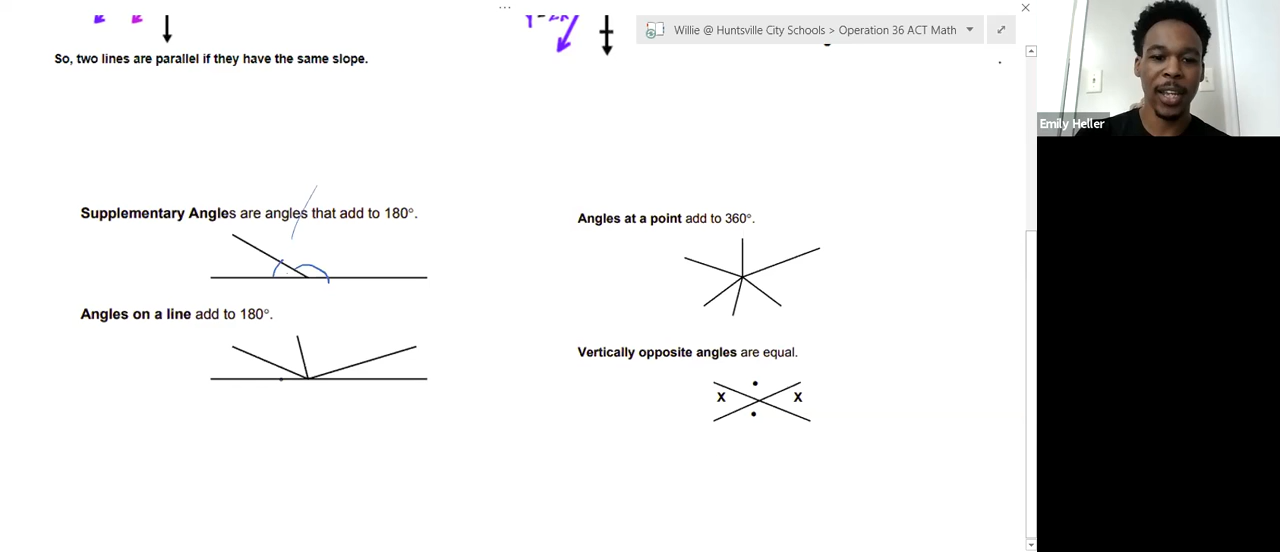 Y = 2x
Willie @ Huntsville City Schools > Operation 36 ACT Math
So, two lines are parallel if they have the same slope.
Emily Heller
Supplementary Angles are angles that add to 180°.
Angles on a line add to 180°.
Angles at a point add to 360°.
Vertically opposite angles are equal.
X X